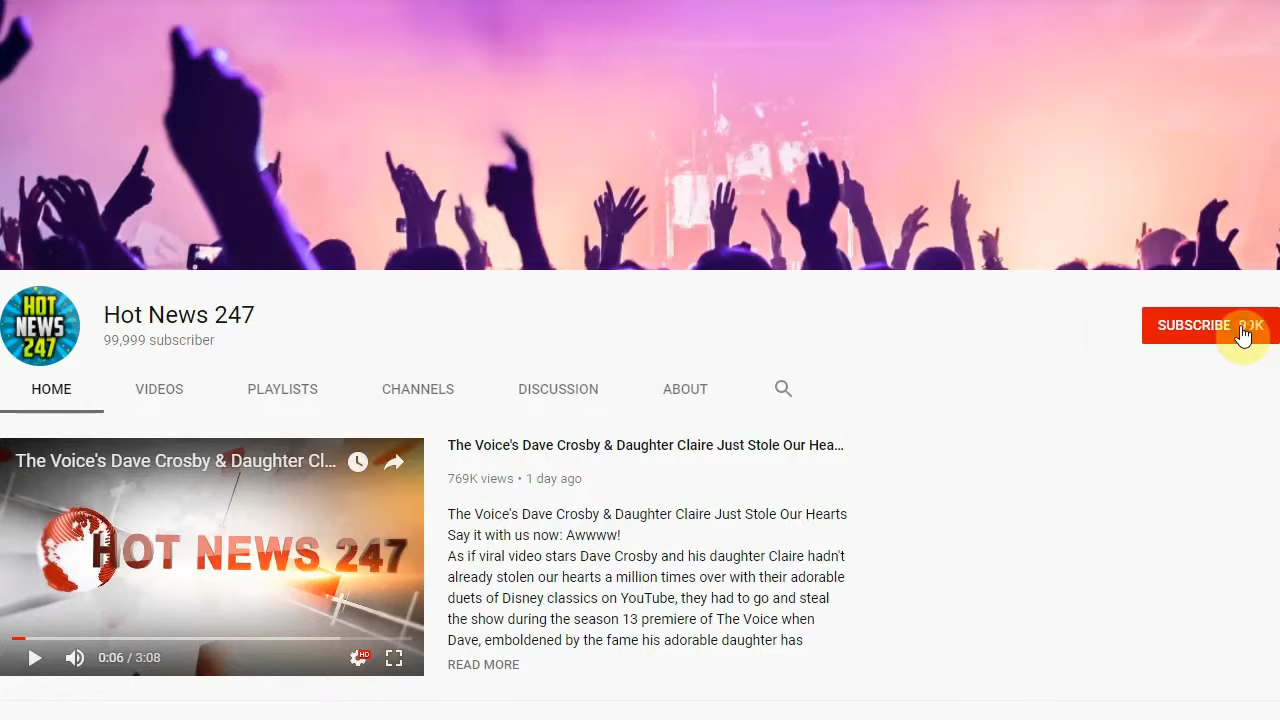 HOT
NEWS
247
Hot News 247
99,999 subscriber
SUBSCRIBE
HOME
VIDEOS
PLAYLISTS
CHANNELS
DISCUSSION
ABOUT
The Voice's Dave Crosby & Daughter Cl...
HOT NEWS 247
HD
0:06 / 3:08
The Voice's Dave Crosby & Daughter Claire Just Stole Our Hea...
769K views • 1 day ago
The Voice's Dave Crosby & Daughter Claire Just Stole Our Hearts
Say it with us now: Awwww!
As if viral video stars Dave Crosby and his daughter Claire hadn't
already stolen our hearts a million times over with their adorable
duets of Disney classics on YouTube, they had to go and steal
the show during the season 13 premiere of The Voice when
Dave, emboldened by the fame his adorable daughter has
READ MORE